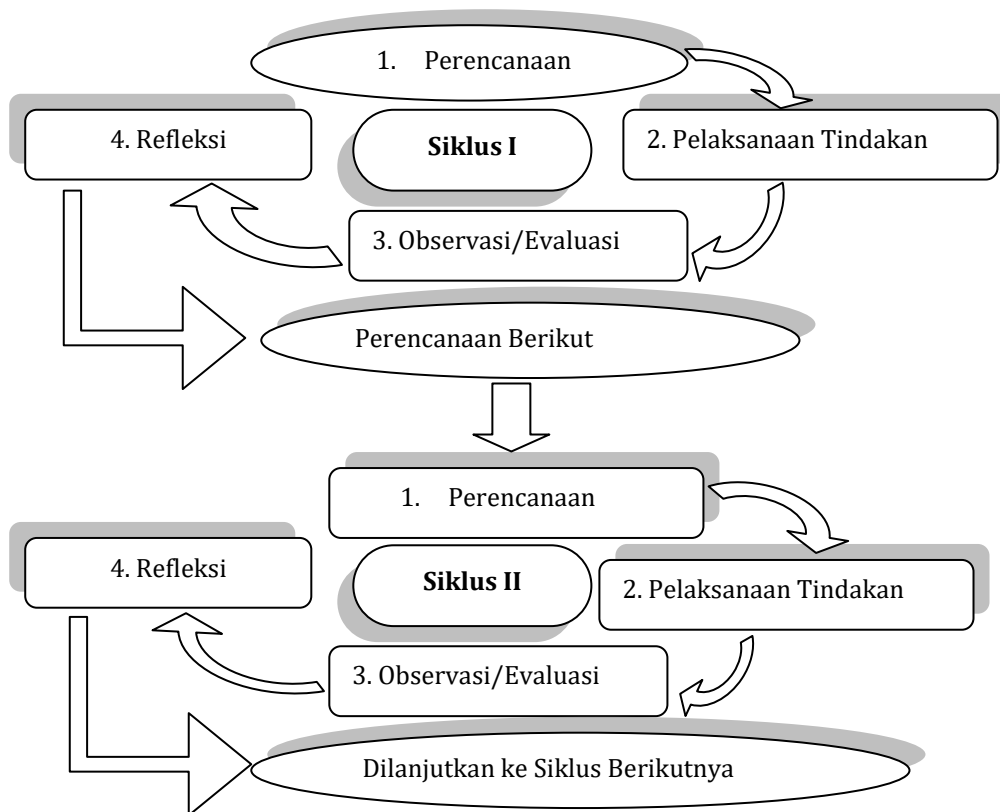 1. Perencanaan
4. Refleksi
Siklus I
2. Pelaksanaan Tindakan
3. Observasi/Evaluasi
Perencanaan Berikut
1. Perencanaan
4. Refleksi
Siklus II
2. Pelaksanaan Tindakan
3. Observasi/Evaluasi
Dilanjutkan ke Siklus Berikutnya